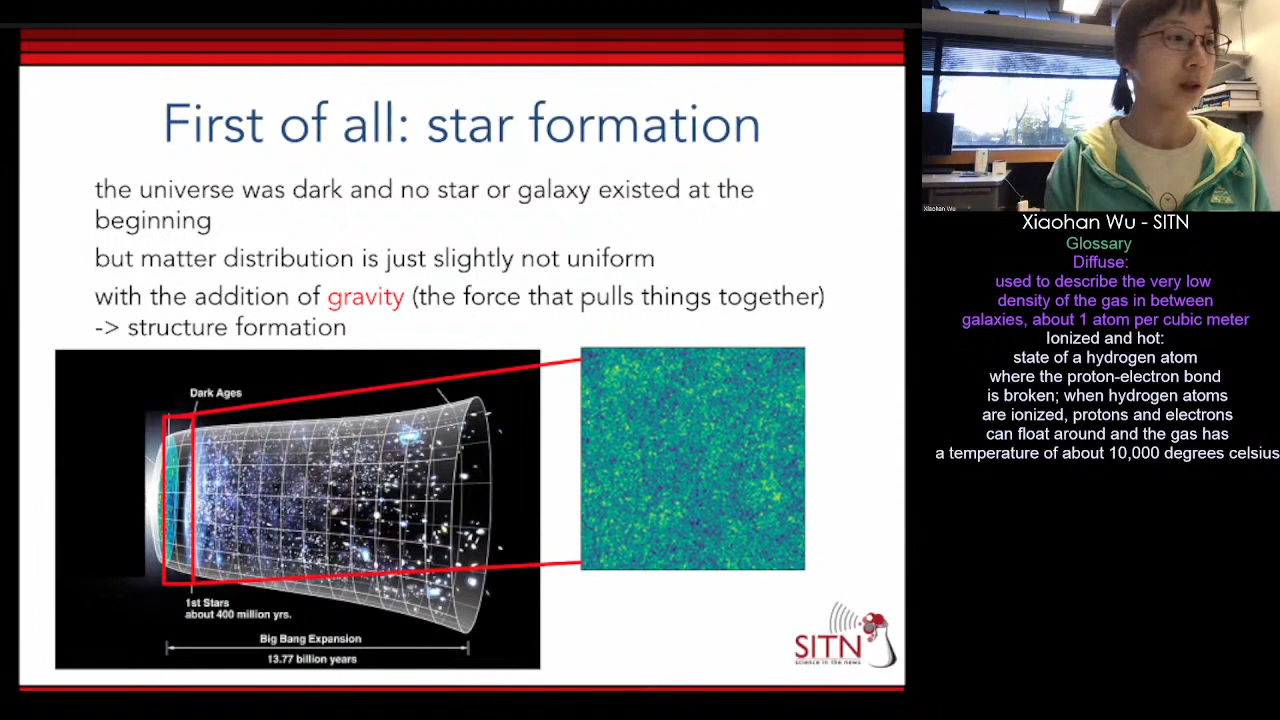 First of all: star formation
the universe was dark and no star or galaxy existed at the
beginning
but matter distribution is just slightly not uniform
with the addition of gravity (the force that pulls things together)
-> structure formation
Dark Ages
1st Stars
about 400 million yrs.
Big Bang Expansion
13.77 billion years
SITN
science in the news
Xiaohan Wu
Xiaohan Wu - SITN
Glossary
Diffuse:
used to describe the very low
density of the gas in between
galaxies, about 1 atom per cubic meter
Ionized and hot:
state of a hydrogen atom
where the proton-electron bond
is broken; when hydrogen atoms
are ionized, protons and electrons
can float around and the gas has
a temperature of about 10,000 degrees celsius